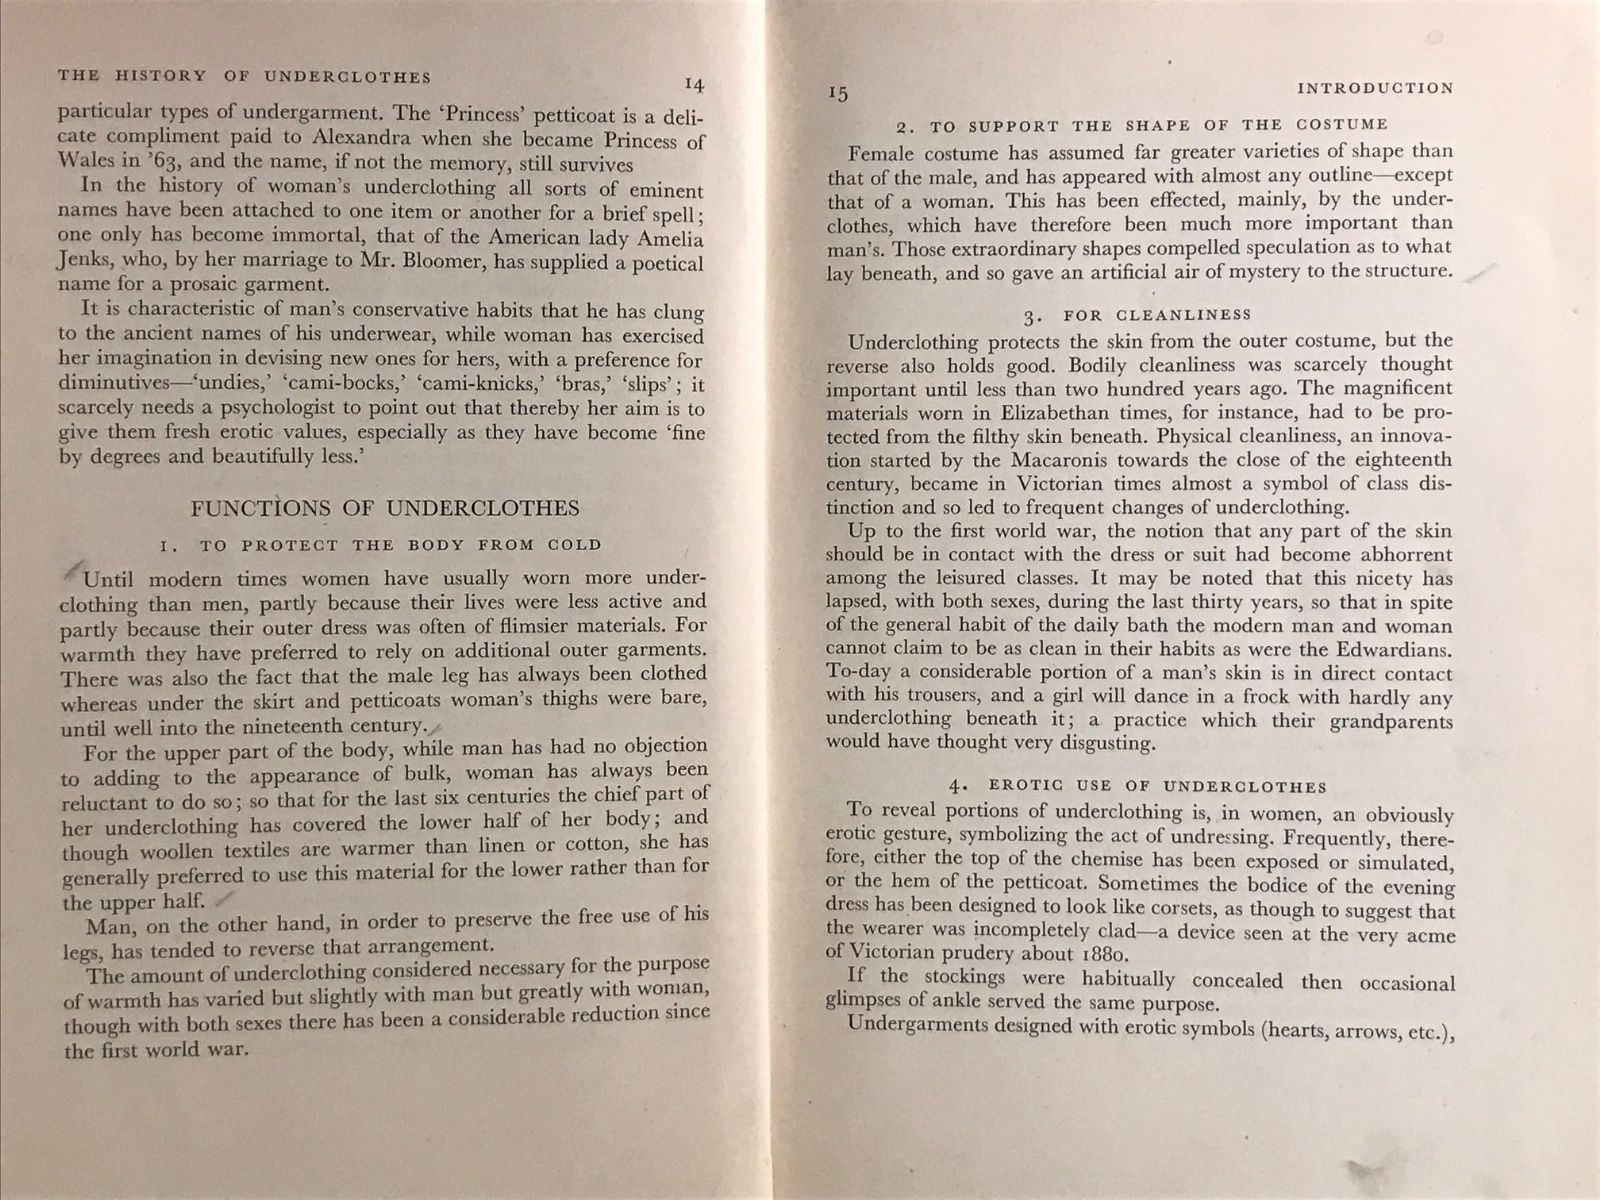 THE HISTORY OF UNDERCLOTHES 14
particular types of undergarment. The ‘Princess’ petticoat is a deli-
cate compliment paid to Alexandra when she became Princess of
Wales in ’63, and the name, if not the memory, still survives
In the history of woman’s underclothing all sorts of eminent
names have been attached to one item or another for a brief spell;
one only has become immortal, that of the American lady Amelia
Jenks, who, by her marriage to Mr. Bloomer, has supplied a poetical
name for a prosaic garment.
It is characteristic of man’s conservative habits that he has clung
to the ancient names of his underwear, while woman has exercised
her imagination in devising new ones for hers, with a preference for
diminutives—‘undies,’ ‘cami-bocks,’ ‘cami-knicks,’ ‘bras,’ ‘slips’; it
scarcely needs a psychologist to point out that thereby her aim is to
give them fresh erotic values, especially as they have become ‘fine
by degrees and beautifully less.’
FUNCTIONS OF UNDERCLOTHES
1. TO PROTECT THE BODY FROM COLD
Until modern times women have usually worn more under-
clothing than men, partly because their lives were less active and
partly because their outer dress was often of flimsier materials. For
warmth they have preferred to rely on additional outer garments.
There was also the fact that the male leg has always been clothed
whereas under the skirt and petticoats woman’s thighs were bare,
until well into the nineteenth century.
For the upper part of the body, while man has had no objection
to adding to the appearance of bulk, woman has always been
reluctant to do so; so that for the last six centuries the chief part of
her underclothing has covered the lower half of her body; and
though woollen textiles are warmer than linen or cotton, she has
generally preferred to use this material for the lower rather than for
the upper half.
Man, on the other hand, in order to preserve the free use of his
legs, has tended to reverse that arrangement.
The amount of underclothing considered necessary for the purpose
of warmth has varied but slightly with man but greatly with woman,
though with both sexes there has been a considerable reduction since
the first world war.
15 INTRODUCTION
2. TO SUPPORT THE SHAPE OF THE COSTUME
Female costume has assumed far greater varieties of shape than
that of the male, and has appeared with almost any outline—except
that of a woman. This has been effected, mainly, by the under-
clothes, which have therefore been much more important than
man’s. Those extraordinary shapes compelled speculation as to what
lay beneath, and so gave an artificial air of mystery to the structure.
3. FOR CLEANLINESS
Underclothing protects the skin from the outer costume, but the
reverse also holds good. Bodily cleanliness was scarcely thought
important until less than two hundred years ago. The magnificent
materials worn in Elizabethan times, for instance, had to be pro-
tected from the filthy skin beneath. Physical cleanliness, an innova-
tion started by the Macaronis towards the close of the eighteenth
century, became in Victorian times almost a symbol of class dis-
tinction and so led to frequent changes of underclothing.
Up to the first world war, the notion that any part of the skin
should be in contact with the dress or suit had become abhorrent
among the leisured classes. It may be noted that this nicety has
lapsed, with both sexes, during the last thirty years, so that in spite
of the general habit of the daily bath the modern man and woman
cannot claim to be as clean in their habits as were the Edwardians.
To-day a considerable portion of a man’s skin is in direct contact
with his trousers, and a girl will dance in a frock with hardly any
underclothing beneath it; a practice which their grandparents
would have thought very disgusting.
4. EROTIC USE OF UNDERCLOTHES
To reveal portions of underclothing is, in women, an obviously
erotic gesture, symbolizing the act of undressing. Frequently, there-
fore, either the top of the chemise has been exposed or simulated,
or the hem of the petticoat. Sometimes the bodice of the evening
dress has been designed to look like corsets, as though to suggest that
the wearer was incompletely clad—a device seen at the very acme
of Victorian prudery about 1880.
If the stockings were habitually concealed then occasional
glimpses of ankle served the same purpose.
Undergarments designed with erotic symbols (hearts, arrows, etc.),